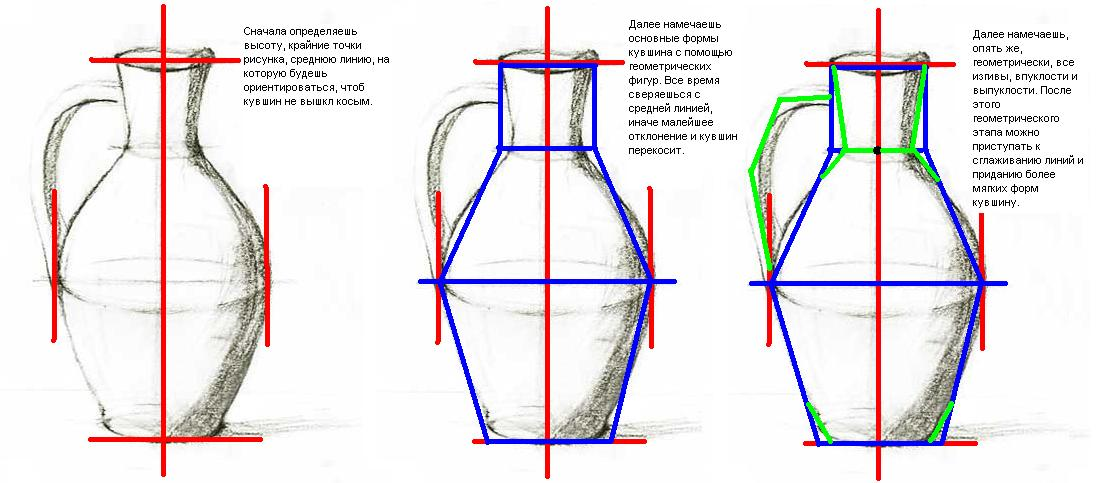 Сначала определяешь
высоту, крайние точки
рисунка, среднюю линию, на
которую будешь
ориентироваться, чтоб
кувшин не вышкл косым.
Далее намечаешь
основные формы
кувшина с помощью
геометрических
фигур. Все время
сверяешься с
средней линией,
иначе малейшее
отклонение и кувшин
перекосит.
Далее намечаешь,
опять же,
геометрически, все
изгивы, впуклости и
выпуклости. После
этого
геометрического
этапа можно
приступать к
сглаживанию линий и
приданию более
мягких форм
кувшину.